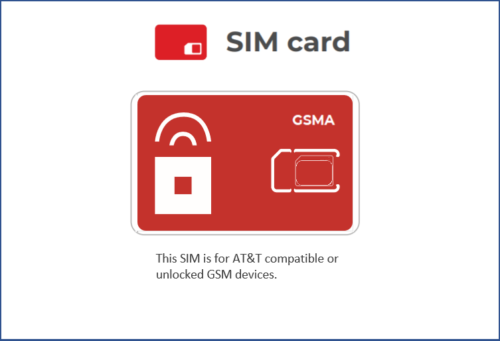 SIM card
GSMA
This SIM is for AT&T compatible or
unlocked GSM devices.